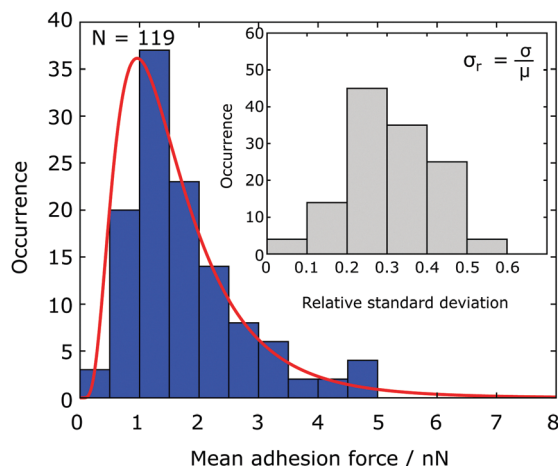 N = 119
σr = σ/μ
Occurrence
40
35
30
25
20
15
10
5
0
0 1 2 3 4 5 6 7 8
Mean adhesion force / nN
Occurrence
60
50
40
30
20
10
0
0 0.1 0.2 0.3 0.4 0.5 0.6
Relative standard deviation